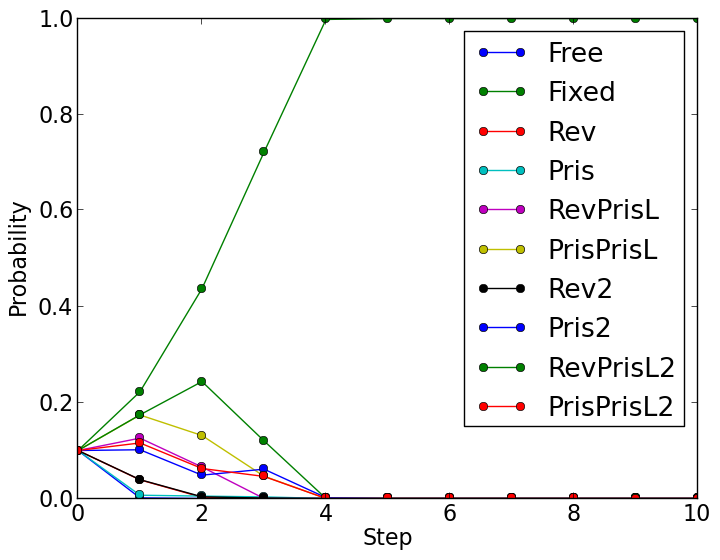 1.0
0.8
0.6
0.4
0.2
0.0
Probability
0 2 4 6 8 10
Step
Free
Fixed
Rev
Pris
RevPrisL
PrisPrisL
Rev2
Pris2
RevPrisL2
PrisPrisL2